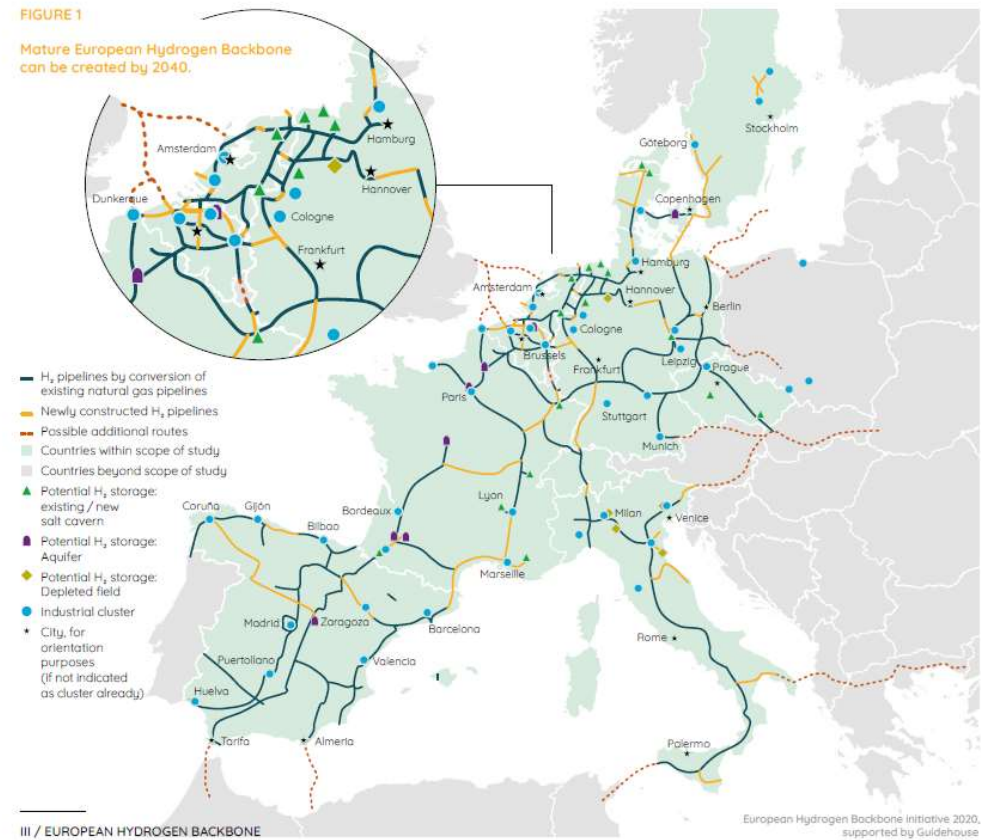 FIGURE 1
Mature European Hydrogen Backbone
can be created by 2040.
Amsterdam
Hamburg
Hannover
Dunkerque
Cologne
Frankfurt
H₂ pipelines by conversion of
existing natural gas pipelines
Newly constructed H₂ pipelines
Possible additional routes
Countries within scope of study
Countries beyond scope of study
Potential H₂ storage:
existing / new
salt cavern
Potential H₂ storage:
Aquifer
Potential H₂ storage:
Depleted field
Industrial cluster
City, for
orientation
purposes
(if not indicated
as cluster already)
Stockholm
Göteborg
Copenhagen
Hamburg
Amsterdam
Hannover
Berlin
Cologne
Brussels
Leipzig
Frankfurt
Prague
Paris
Stuttgart
Munich
Lyon
Coruña
Gijón
Bordeaux
Milan
Venice
Bilbao
Marseille
Madrid
Zaragoza
Barcelona
Rome
Puertollano
Valencia
Huelva
Tarifa
Almería
Palermo
III / EUROPEAN HYDROGEN BACKBONE
European Hydrogen Backbone Initiative 2020,
supported by Guidehouse